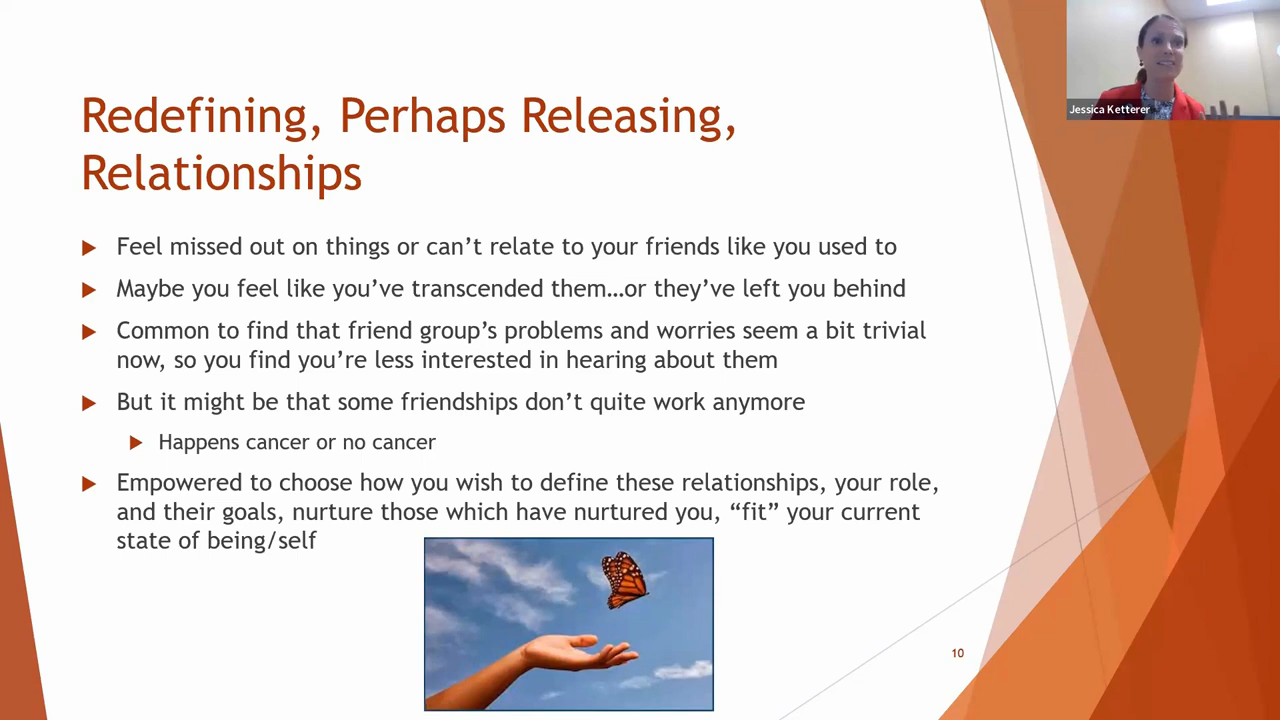 Jessica Ketterer
Redefining, Perhaps Releasing,
Relationships
Feel missed out on things or can’t relate to your friends like you used to
Maybe you feel like you’ve transcended them…or they’ve left you behind
Common to find that friend group’s problems and worries seem a bit trivial
now, so you find you’re less interested in hearing about them
But it might be that some friendships don’t quite work anymore
Happens cancer or no cancer
Empowered to choose how you wish to define these relationships, your role,
and their goals, nurture those which have nurtured you, “fit” your current
state of being/self
10